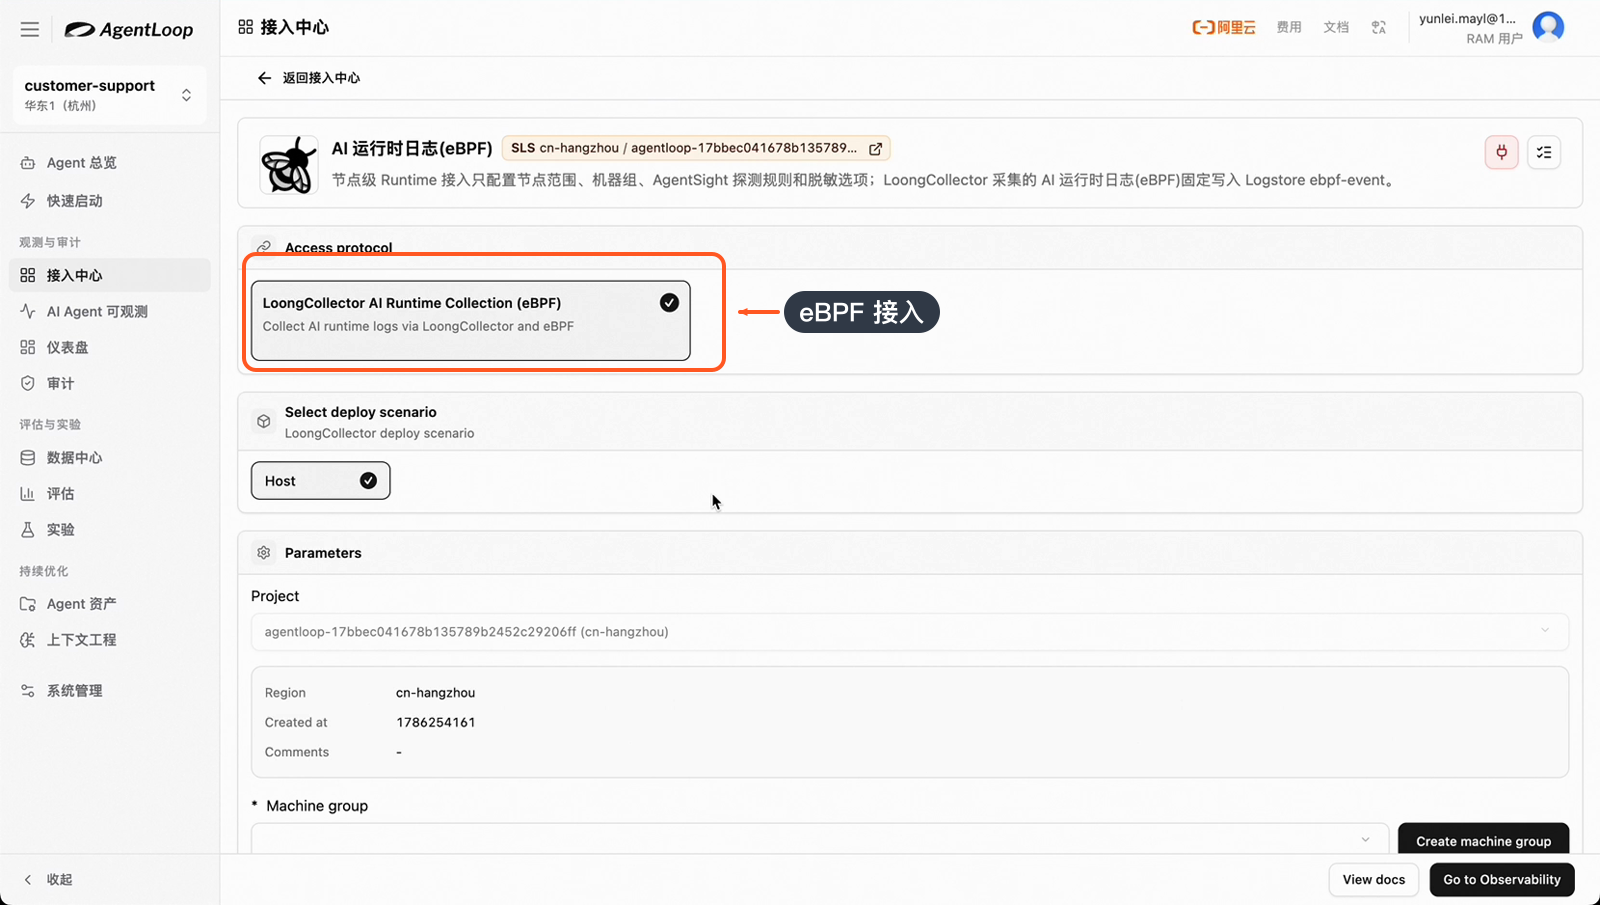 AgentLoop
接入中心
阿里云
费用
文档
yunlei.mayl@1...
RAM 用户
customer-support
华东1（杭州）
返回接入中心
Agent 总览
快速启动
观测与审计
接入中心
AI Agent 可观测
仪表盘
审计
评估与实验
数据中心
评估
实验
持续优化
Agent 资产
上下文工程
系统管理
收起
AI 运行时日志(eBPF)
SLS cn-hangzhou / agentloop-17bbec041678b135789...
节点级 Runtime 接入只配置节点范围、机器组、AgentSight 探测规则和脱敏选项；LoongCollector 采集的 AI 运行时日志(eBPF)固定写入 Logstore ebpf-event。
Access protocol
LoongCollector AI Runtime Collection (eBPF)
Collect AI runtime logs via LoongCollector and eBPF
eBPF 接入
Select deploy scenario
LoongCollector deploy scenario
Host
Parameters
Project
agentloop-17bbec041678b135789b2452c29206ff (cn-hangzhou)
Region cn-hangzhou
Created at 1786254161
Comments -
* Machine group
Create machine group
View docs
Go to Observability